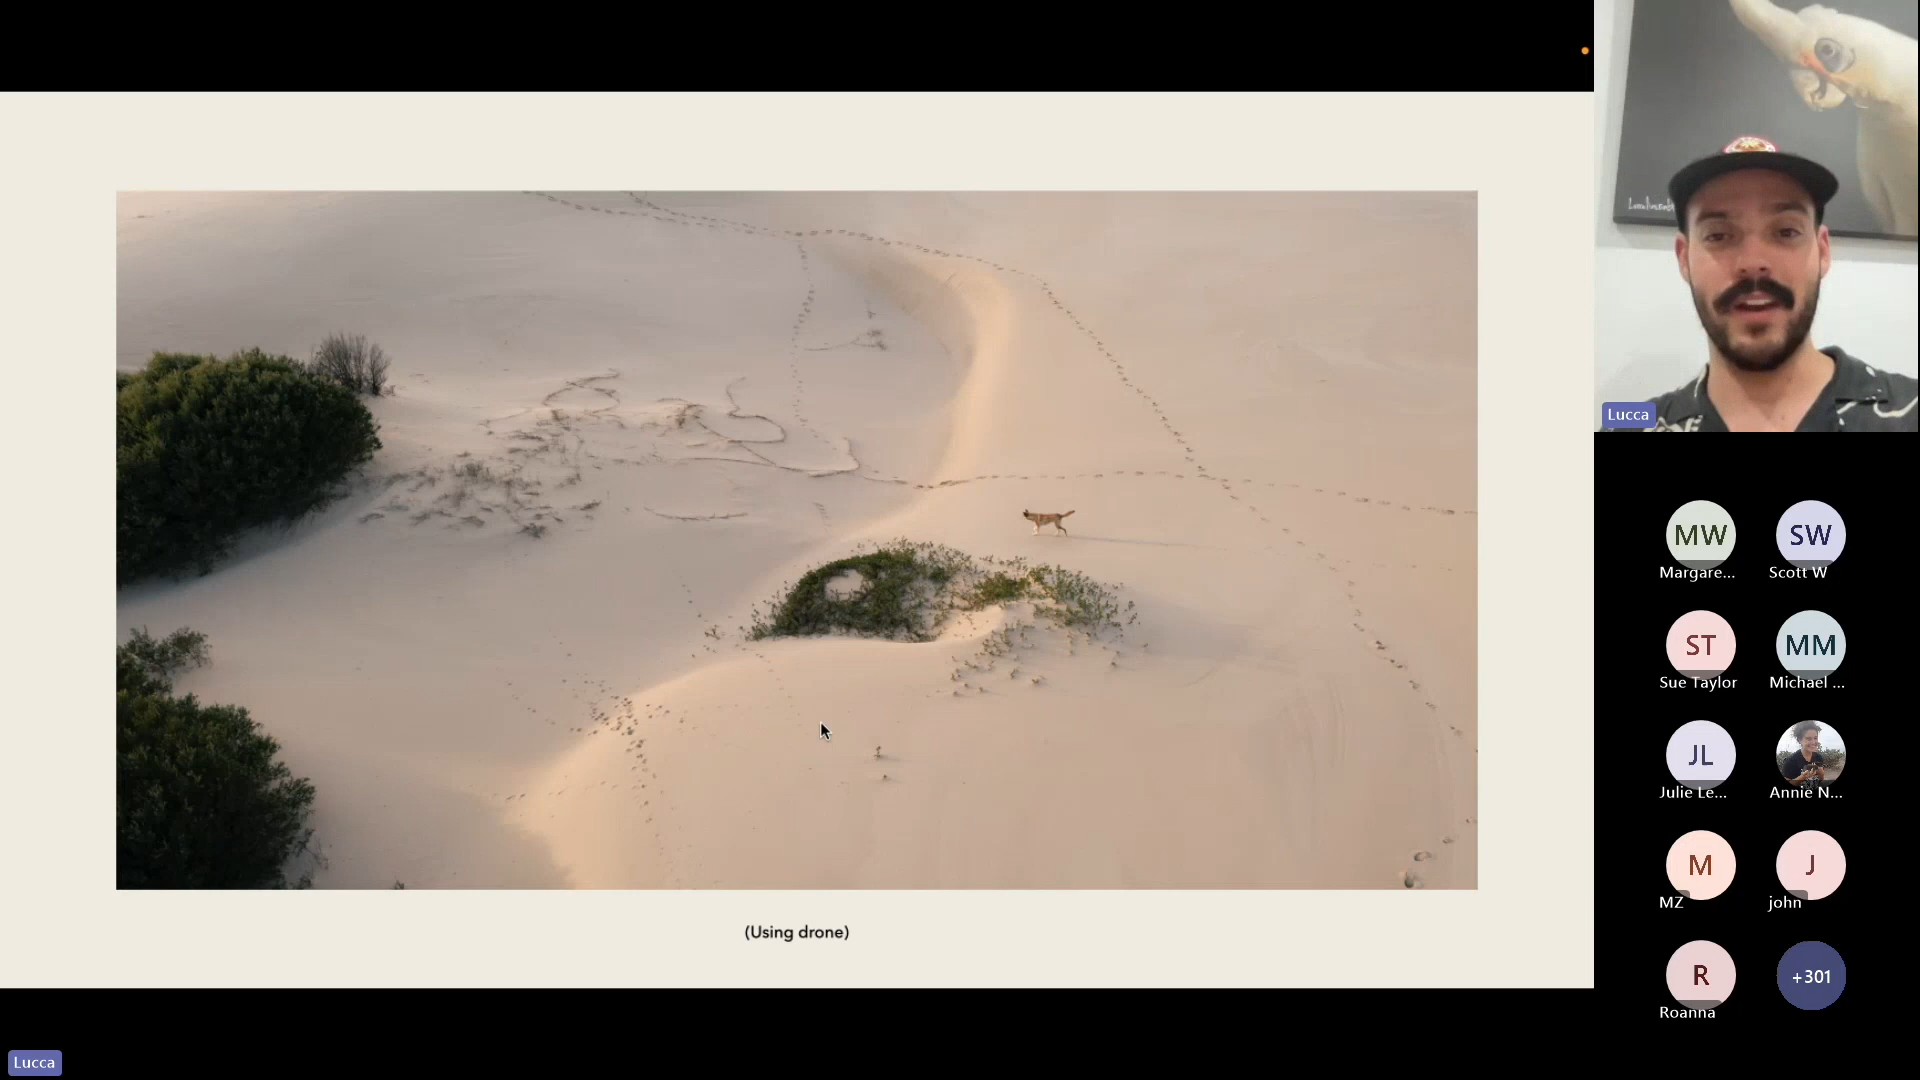 (Using drone)
Lucca
Lucca
MW
Margare...
SW
Scott W
ST
Sue Taylor
MM
Michael ...
JL
Julie Le...
Annie N...
M
MZ
J
john
R
Roanna
+301